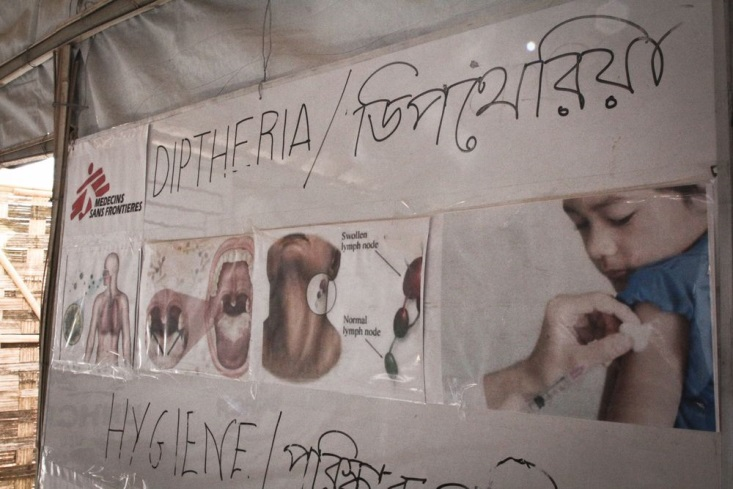 DIPTHERIA / ডিপথেরিয়া
MEDECINS
SANS FRONTIERES
Swollen
lymph node
Normal
lymph node
HYGIENE /